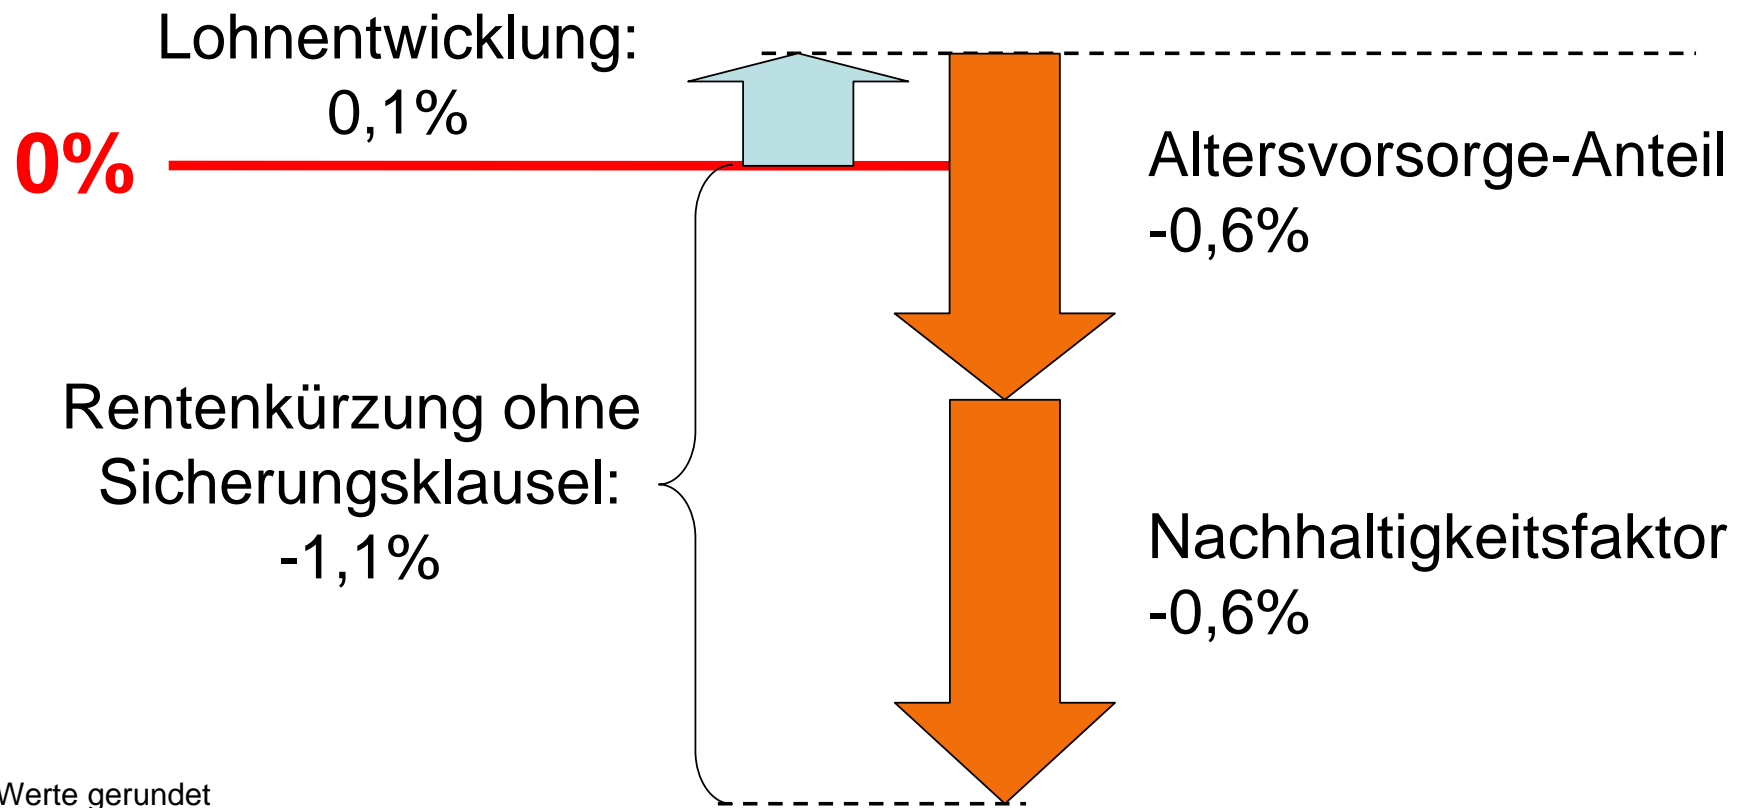 Lohnentwicklung:
0,1%
0%
Altersvorsorge-Anteil
-0,6%
Rentenkürzung ohne
Sicherungsklausel:
-1,1%
Nachhaltigkeitsfaktor
-0,6%
Werte gerundet